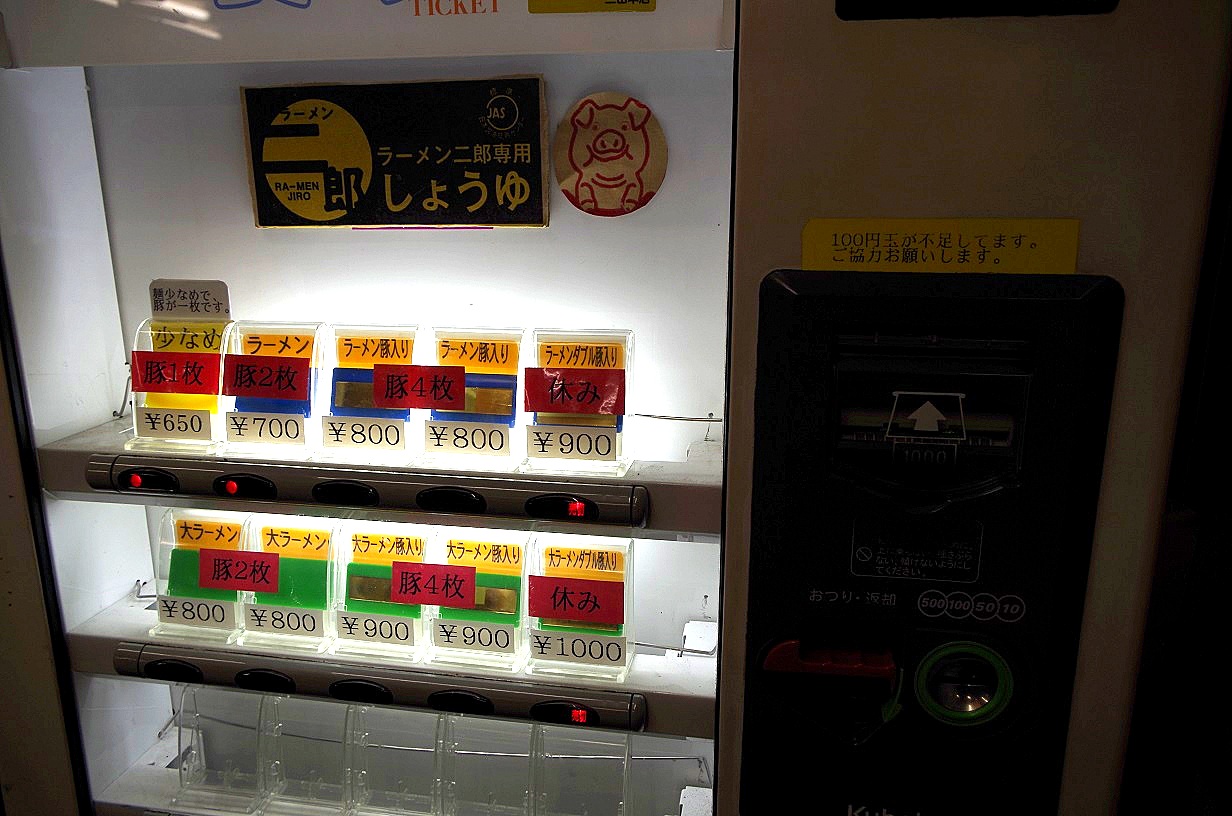 TICKET
ラーメン
二郎
RA-MEN
JIRO
JAS
ラーメン二郎専用
しょうゆ
100円玉が不足してます。
ご協力お願いします。
麺少なめで、
豚が一枚です。
少なめ
ラーメン
ラーメン豚入り
ラーメン豚入り
ラーメンダブル豚入り
豚1枚
豚2枚
豚4枚
休み
¥650
¥700
¥800
¥800
¥900
1000
大ラーメン
大ラーメン
大ラーメン豚入り
大ラーメン豚入り
大ラーメンダブル豚入り
豚2枚
豚4枚
休み
¥800
¥800
¥900
¥900
¥1000
おつり・返却
500 100 50 10